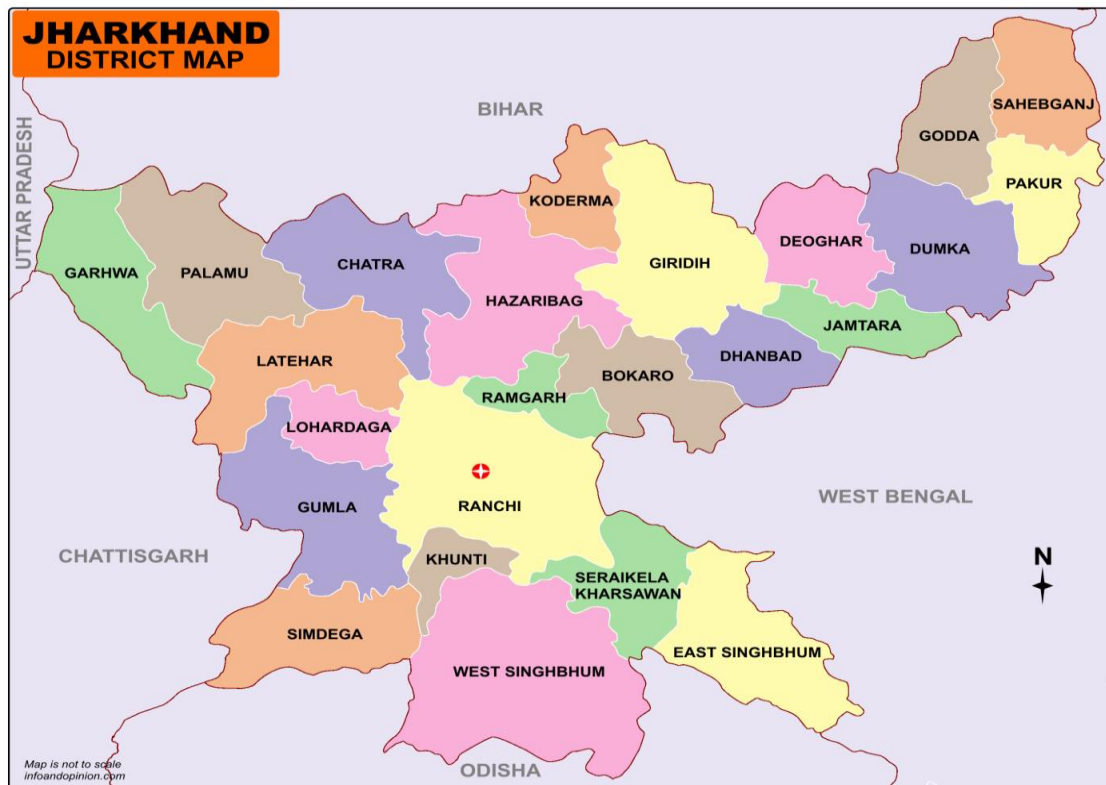 JHARKHAND
DISTRICT MAP
BIHAR
UTTAR PRADESH
SAHEBGANJ
GODDA
PAKUR
KODERMA
DEOGHAR
DUMKA
GARHWA
PALAMU
CHATRA
GIRIDIH
HAZARIBAG
JAMTARA
LATEHAR
DHANBAD
BOKARO
RAMGARH
LOHARDAGA
WEST BENGAL
GUMLA
RANCHI
CHATTISGARH
KHUNTI
N
SERAIKELA
KHARSAWAN
SIMDEGA
EAST SINGHBHUM
WEST SINGHBHUM
Map is not to scale
infoandopinion.com
ODISHA